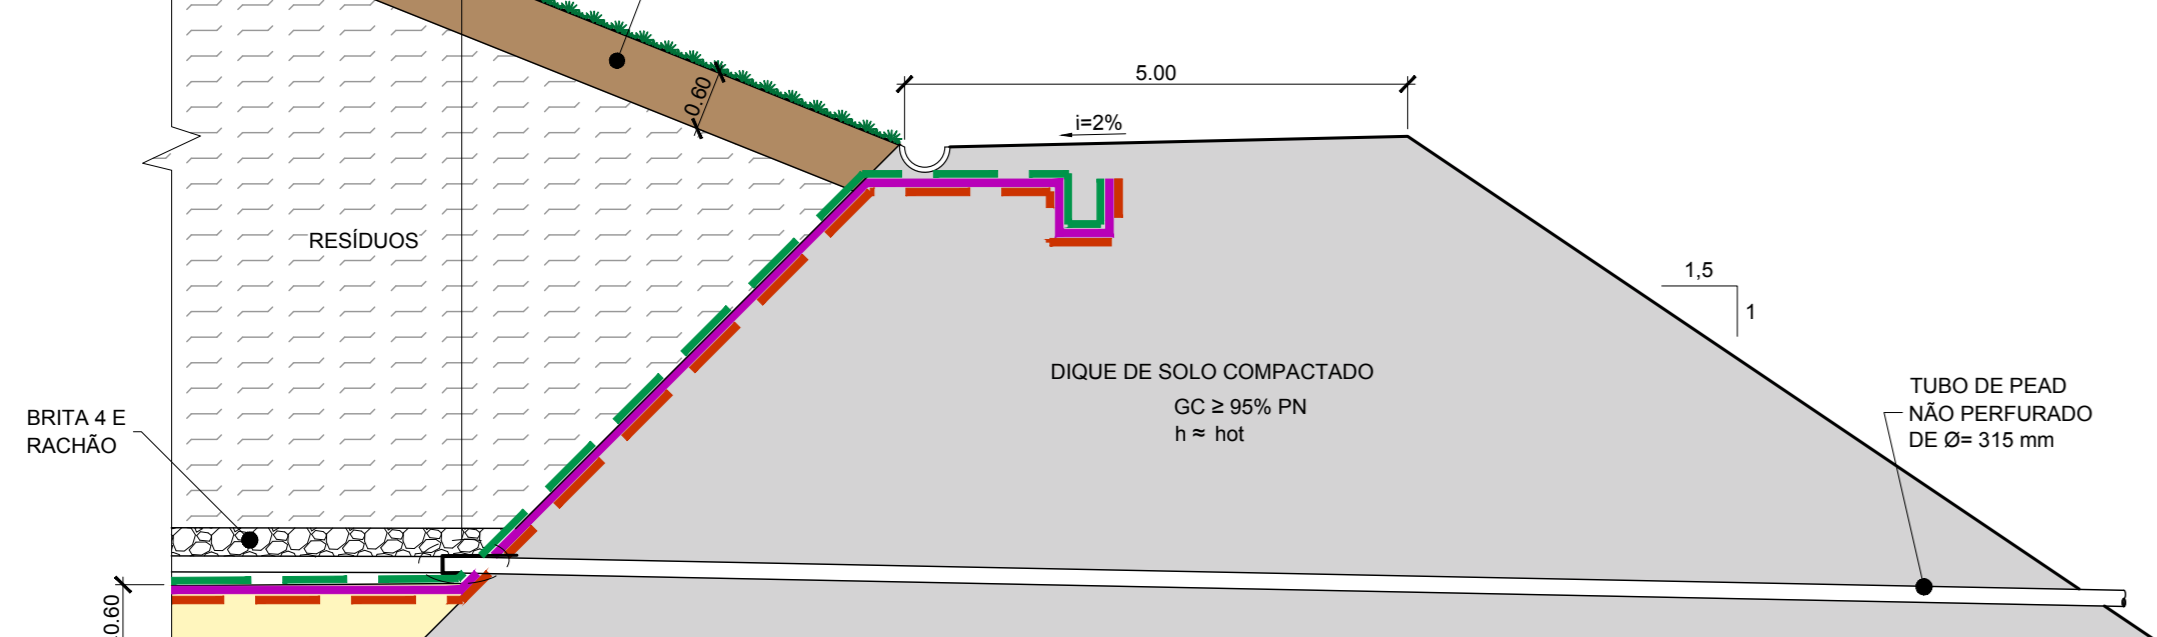 5.00
0.60
i=2%
RESÍDUOS
1,5
1
DIQUE DE SOLO COMPACTADO
GC ≥ 95% PN
h ≈ hot
TUBO DE PEAD
NÃO PERFURADO
DE Ø= 315 mm
BRITA 4 E
RACHÃO
0.60